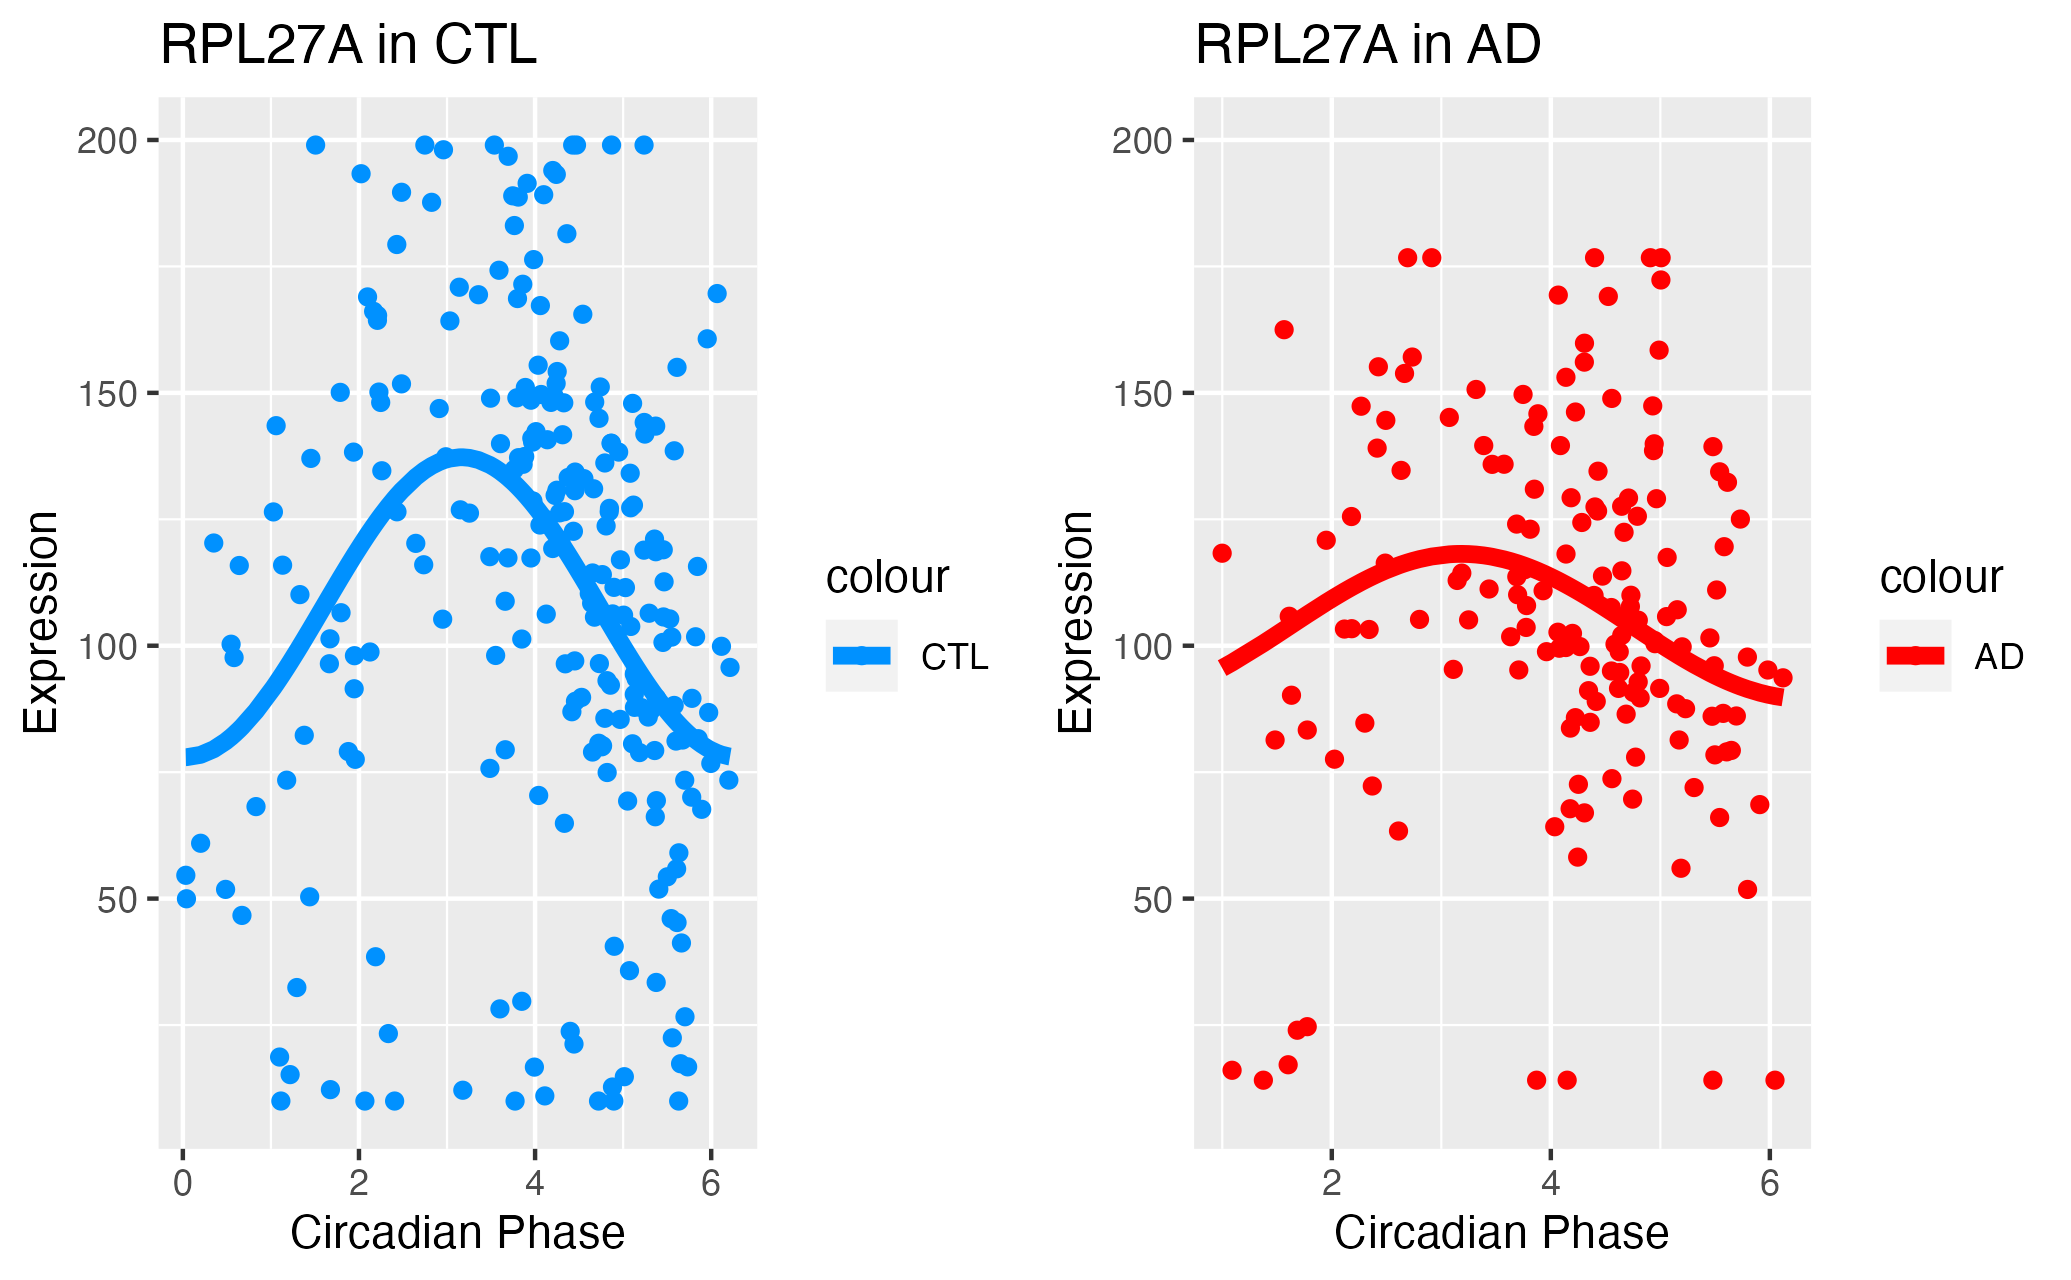 RPL27A in CTL
200
150
100
50
Expression
0 2 4 6
Circadian Phase
colour
CTL
RPL27A in AD
200
150
100
50
Expression
2 4 6
Circadian Phase
colour
AD